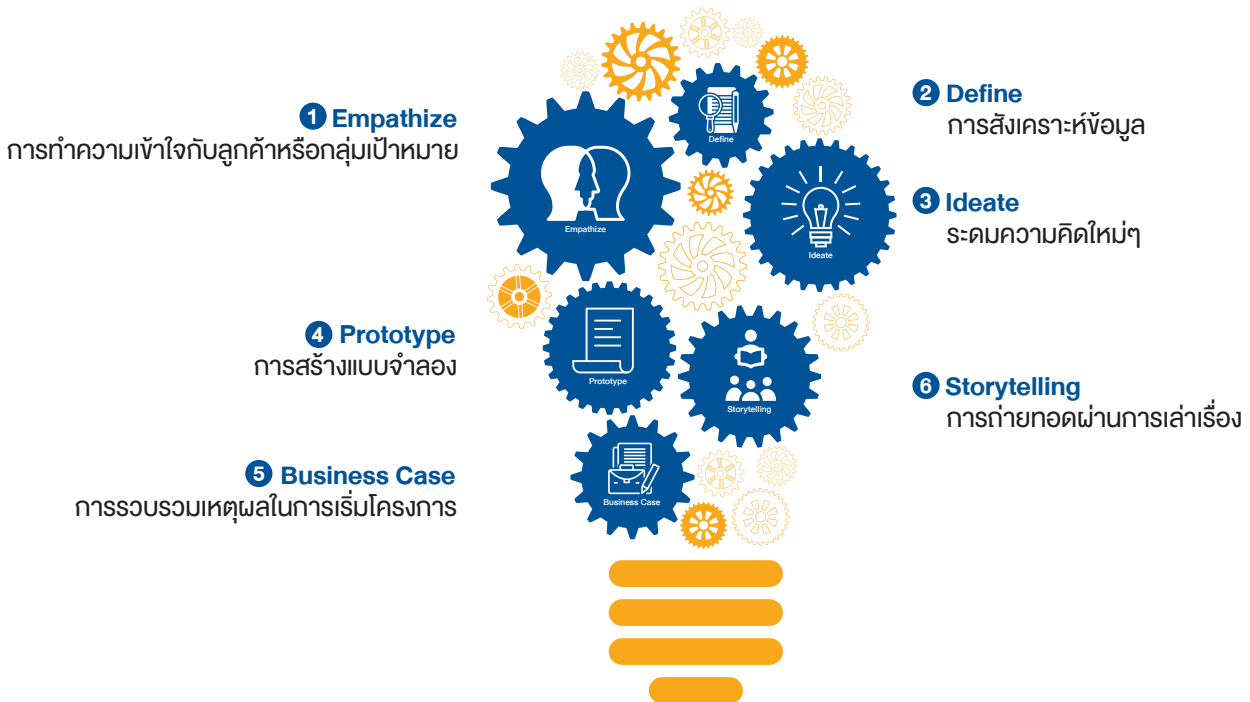 1 Empathize
การทำความเข้าใจกับลูกค้าหรือกลุ่มเป้าหมาย
2 Define
การสังเคราะห์ข้อมูล
3 Ideate
ระดมความคิดใหม่ๆ
4 Prototype
การสร้างแบบจำลอง
5 Business Case
การรวบรวมเหตุผลในการเริ่มโครงการ
6 Storytelling
การถ่ายทอดผ่านการเล่าเรื่อง
Define
Empathize
Ideate
Prototype
Storytelling
Business Case